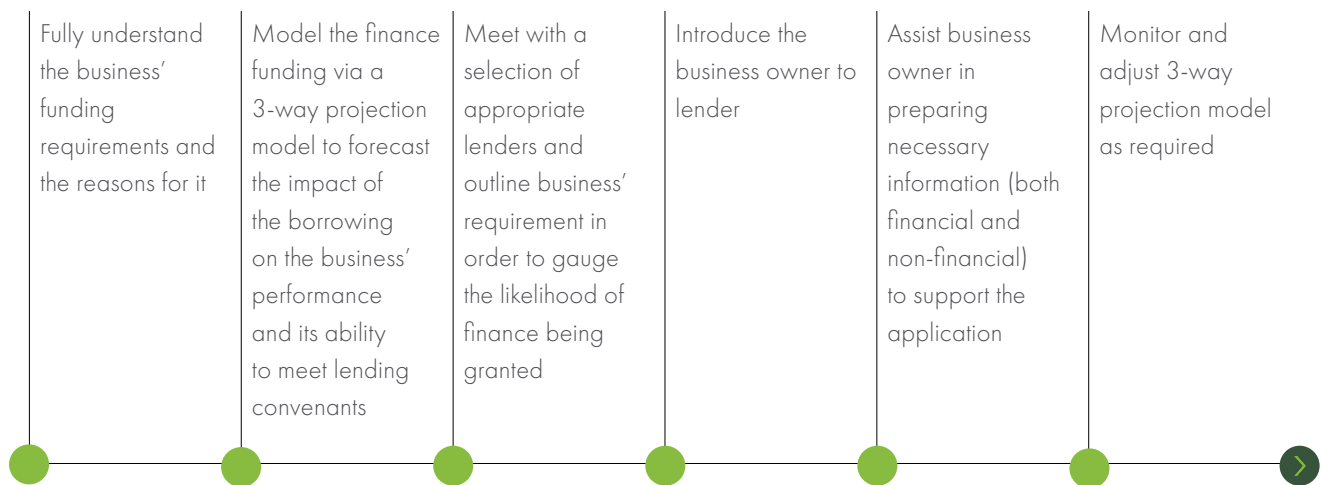 Fully understand
the business’
funding
requirements and
the reasons for it
Model the finance
funding via a
3-way projection
model to forecast
the impact of
the borrowing
on the business’
performance
and its ability
to meet lending
convenants
Meet with a
selection of
appropriate
lenders and
outline business’
requirement in
order to gauge
the likelihood of
finance being
granted
Introduce the
business owner to
lender
Assist business
owner in
preparing
necessary
information (both
financial and
non-financial)
to support the
application
Monitor and
adjust 3-way
projection model
as required